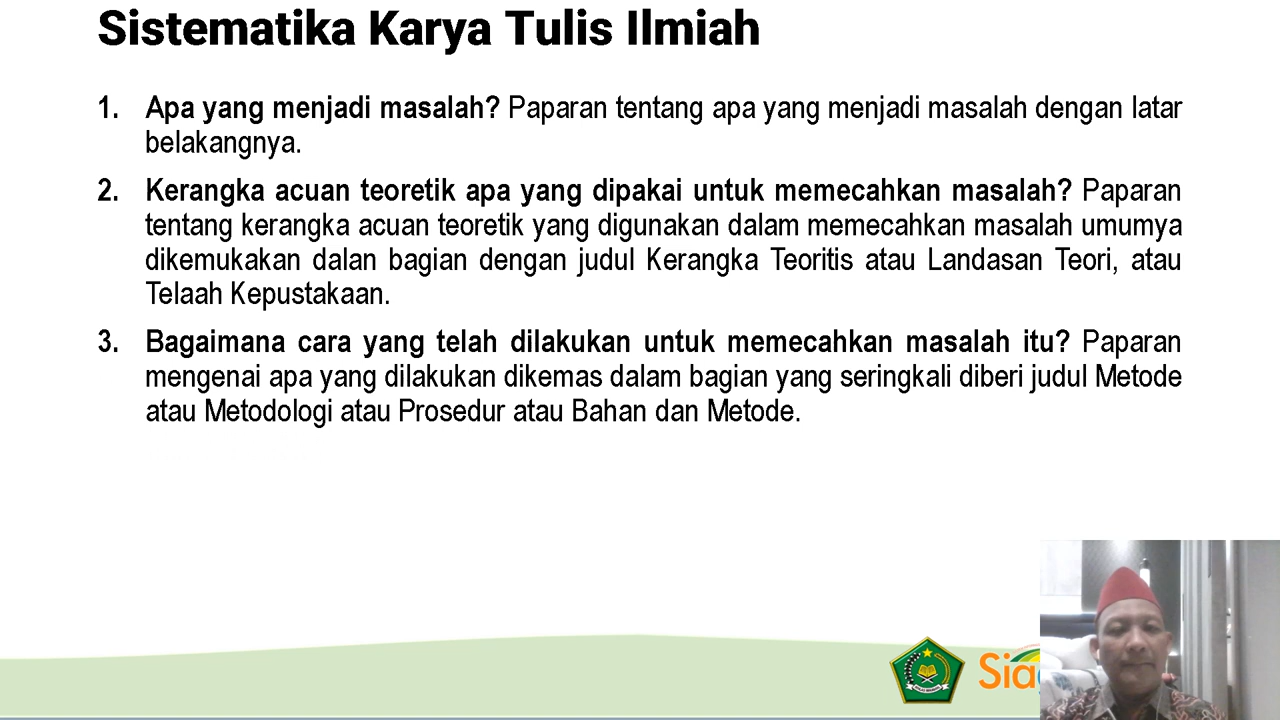 Sistematika Karya Tulis Ilmiah
1. Apa yang menjadi masalah? Paparan tentang apa yang menjadi masalah dengan latar
belakangnya.
2. Kerangka acuan teoretik apa yang dipakai untuk memecahkan masalah? Paparan
tentang kerangka acuan teoretik yang digunakan dalam memecahkan masalah umumya
dikemukakan dalan bagian dengan judul Kerangka Teoritis atau Landasan Teori, atau
Telaah Kepustakaan.
3. Bagaimana cara yang telah dilakukan untuk memecahkan masalah itu? Paparan
mengenai apa yang dilakukan dikemas dalam bagian yang seringkali diberi judul Metode
atau Metodologi atau Prosedur atau Bahan dan Metode.